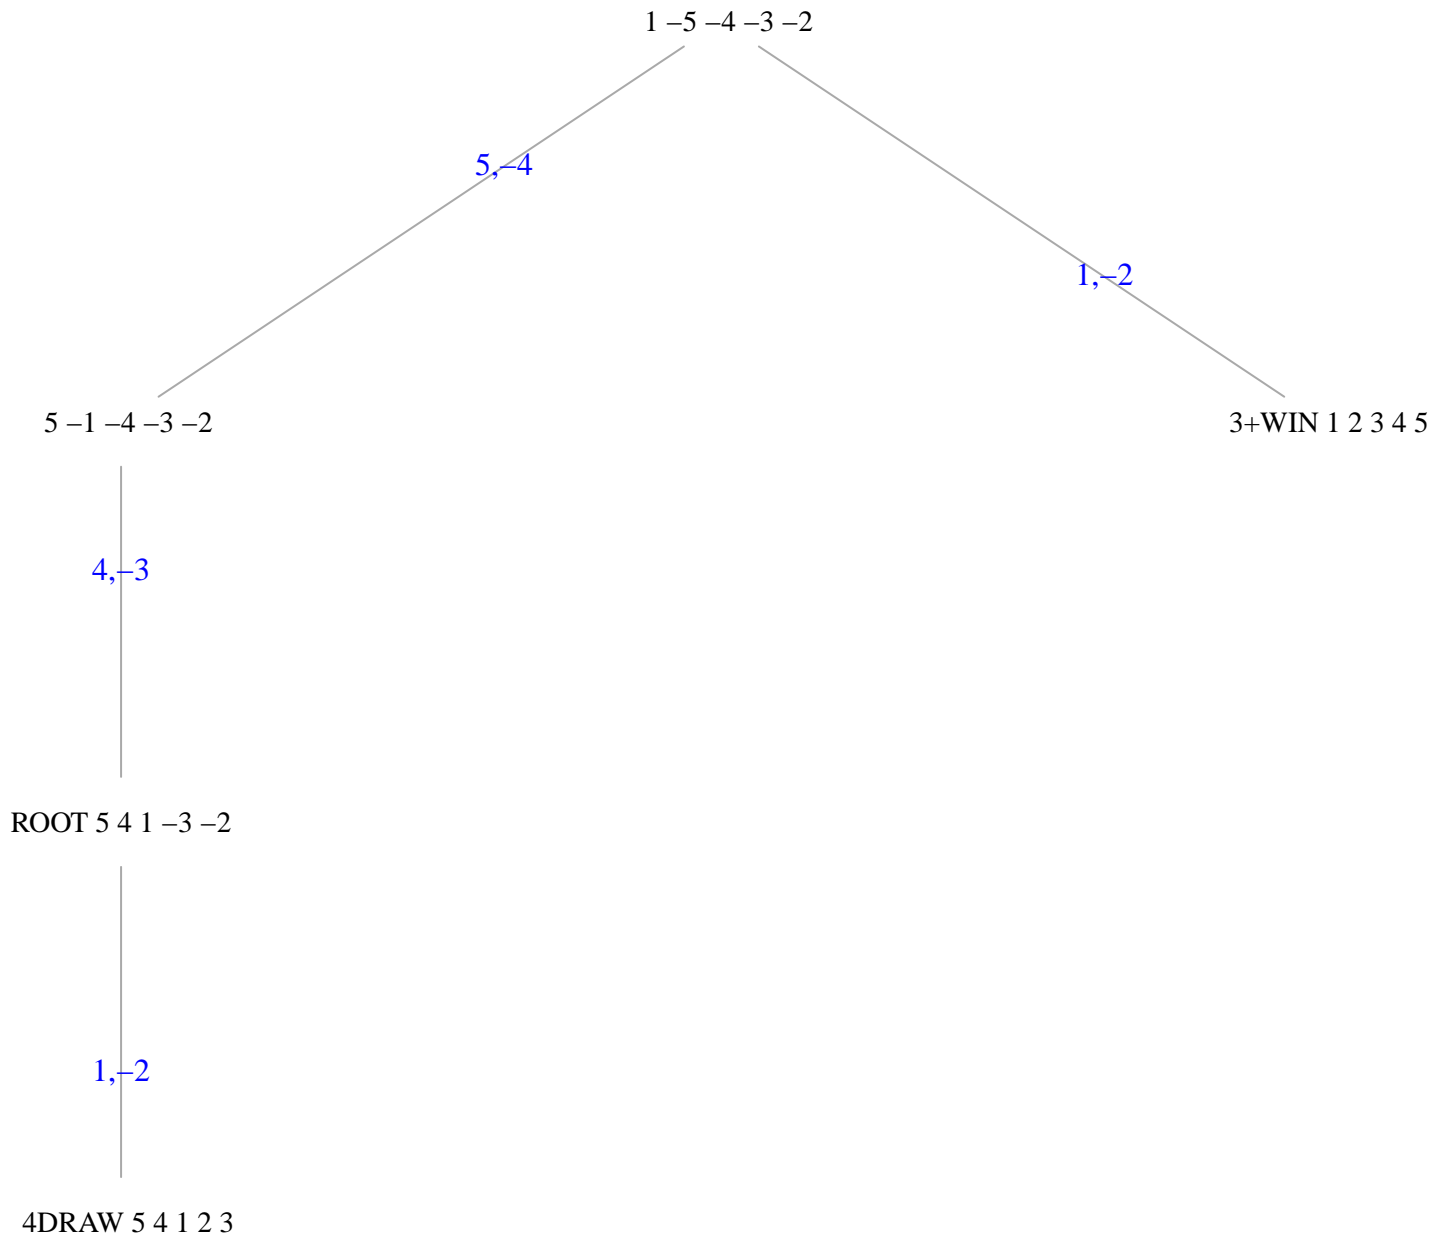 1 –5 –4 –3 –2
5,–4
1,–2
5 –1 –4 –3 –2
3+WIN 1 2 3 4 5
4,–3
ROOT 5 4 1 –3 –2
1,–2
4DRAW 5 4 1 2 3